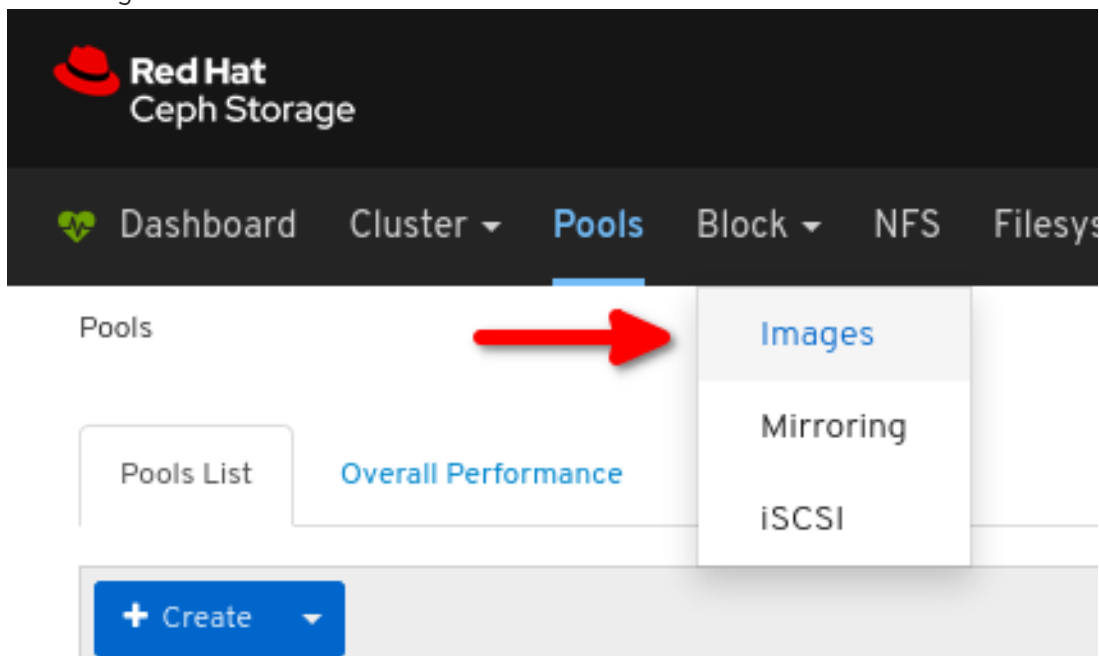 Red Hat
Ceph Storage
Dashboard Cluster Pools Block NFS
Pools
Images
Mirroring
iSCSI
Pools List Overall Performance
Create